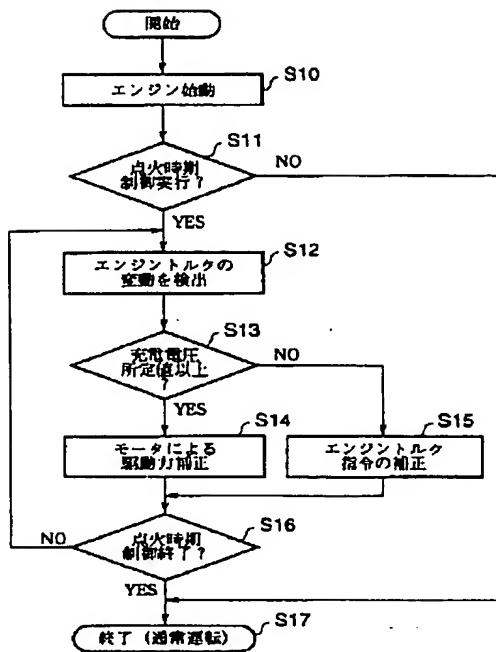 開始
S10
エンジン始動
S11
点火時期
制御実行？
NO
YES
S12
エンジントルクの
変動を検出
S13
充電電圧
所定値以上
？
NO
YES
S14
モータによる
駆動力補正
S15
エンジントルク
指令の補正
S16
点火時期
制御終了？
NO
YES
S17
終了（通常運転）